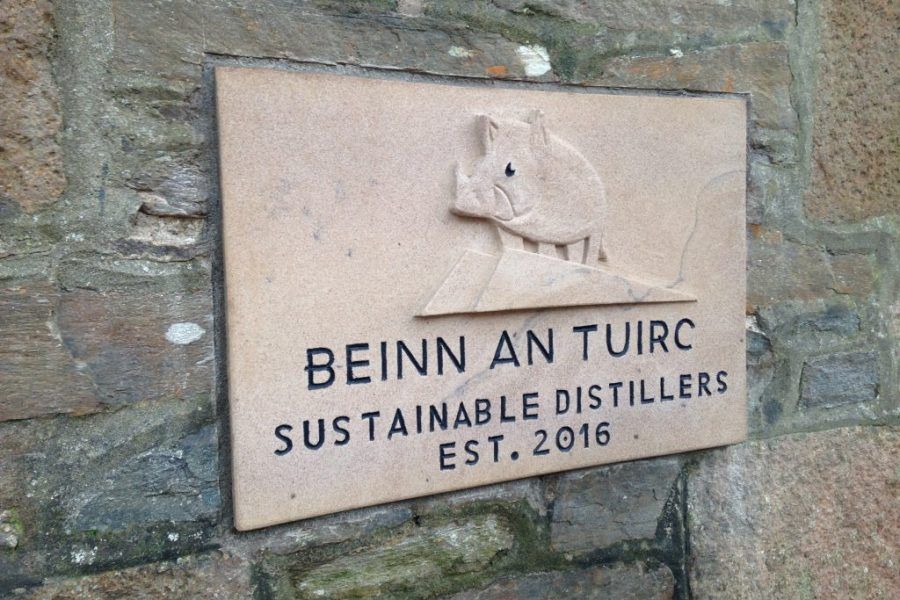 BEINN AN TUIRC
SUSTAINABLE DISTILLERS
EST. 2016